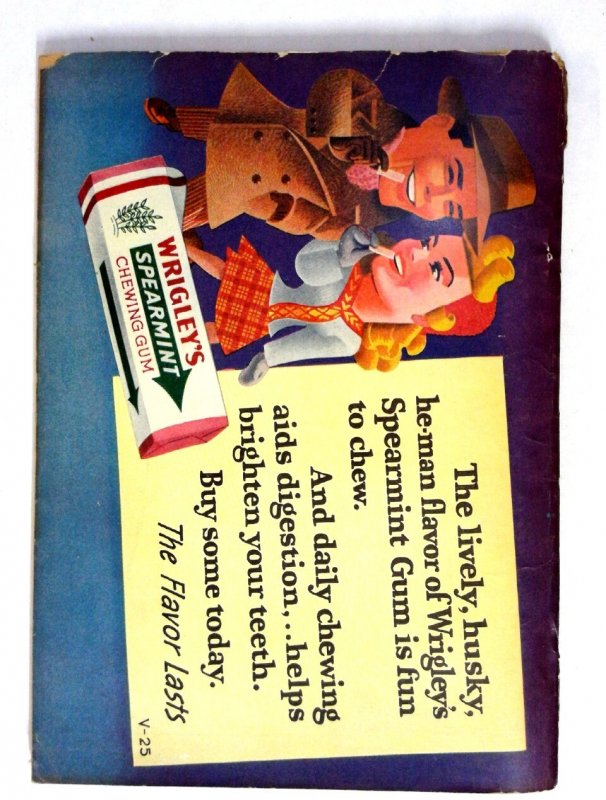 The lively, husky,
he-man flavor of Wrigley's
Spearmint Gum is fun
to chew.
And daily chewing
aids digestion,..helps
brighten your teeth.
Buy some today.
The Flavor Lasts
V-25
WRIGLEY'S
SPEARMINT
CHEWING GUM